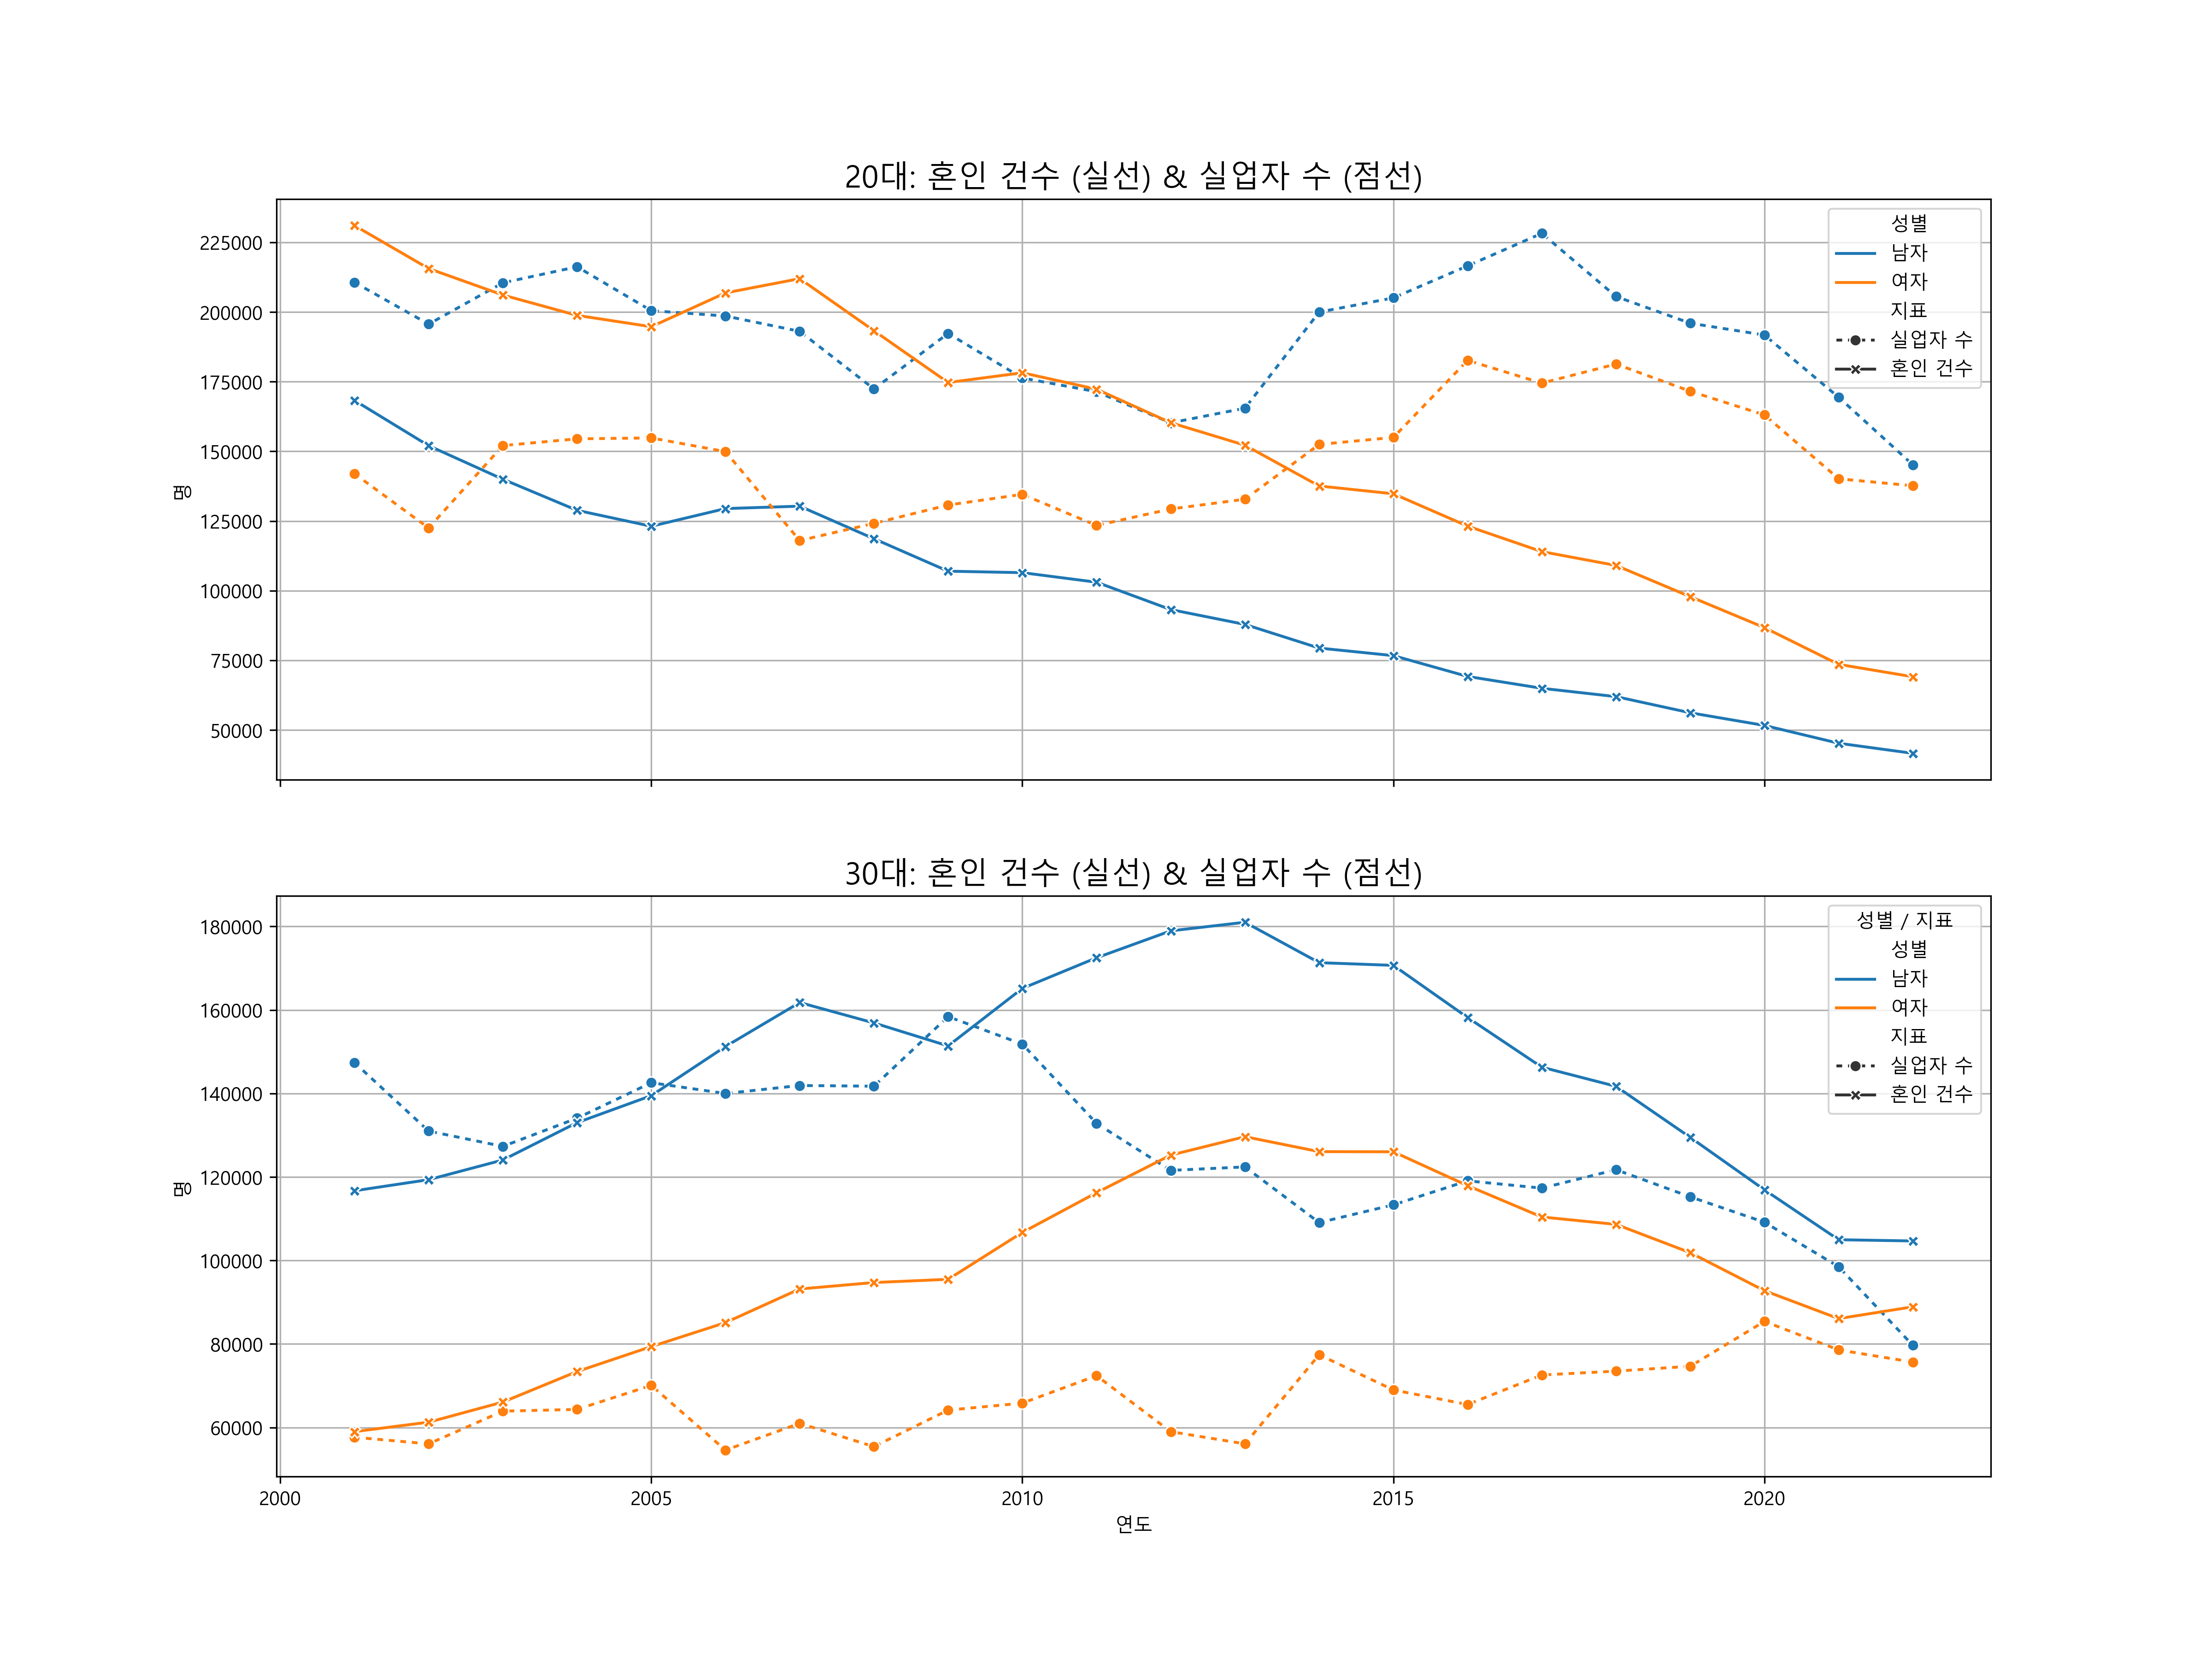 20대: 혼인 건수 (실선) & 실업자 수 (점선)
225000
200000
175000
150000
125000
100000
75000
50000
명
성별
남자
여자
지표
실업자 수
혼인 건수
30대: 혼인 건수 (실선) & 실업자 수 (점선)
180000
160000
140000
120000
100000
80000
60000
명
성별 / 지표
성별
남자
여자
지표
실업자 수
혼인 건수
2000 2005 2010 2015 2020
연도